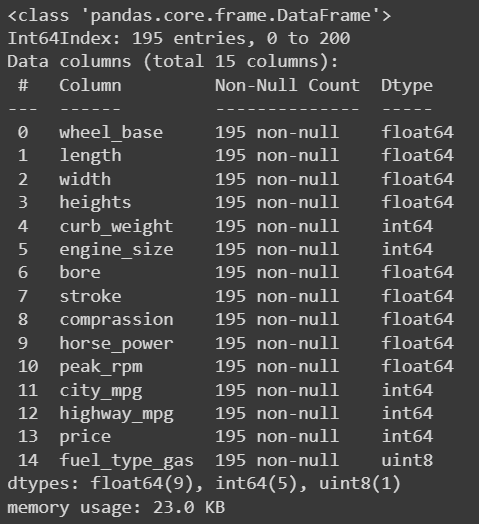 <class 'pandas.core.frame.DataFrame'>
Int64Index: 195 entries, 0 to 200
Data columns (total 15 columns):
 #   Column         Non-Null Count  Dtype
---  ------         --------------  -----
 0   wheel_base     195 non-null    float64
 1   length         195 non-null    float64
 2   width          195 non-null    float64
 3   heights        195 non-null    float64
 4   curb_weight    195 non-null    int64
 5   engine_size    195 non-null    int64
 6   bore           195 non-null    float64
 7   stroke         195 non-null    float64
 8   comprassion    195 non-null    float64
 9   horse_power    195 non-null    float64
 10  peak_rpm       195 non-null    float64
 11  city_mpg       195 non-null    int64
 12  highway_mpg    195 non-null    int64
 13  price          195 non-null    int64
 14  fuel_type_gas  195 non-null    uint8
dtypes: float64(9), int64(5), uint8(1)
memory usage: 23.0 KB